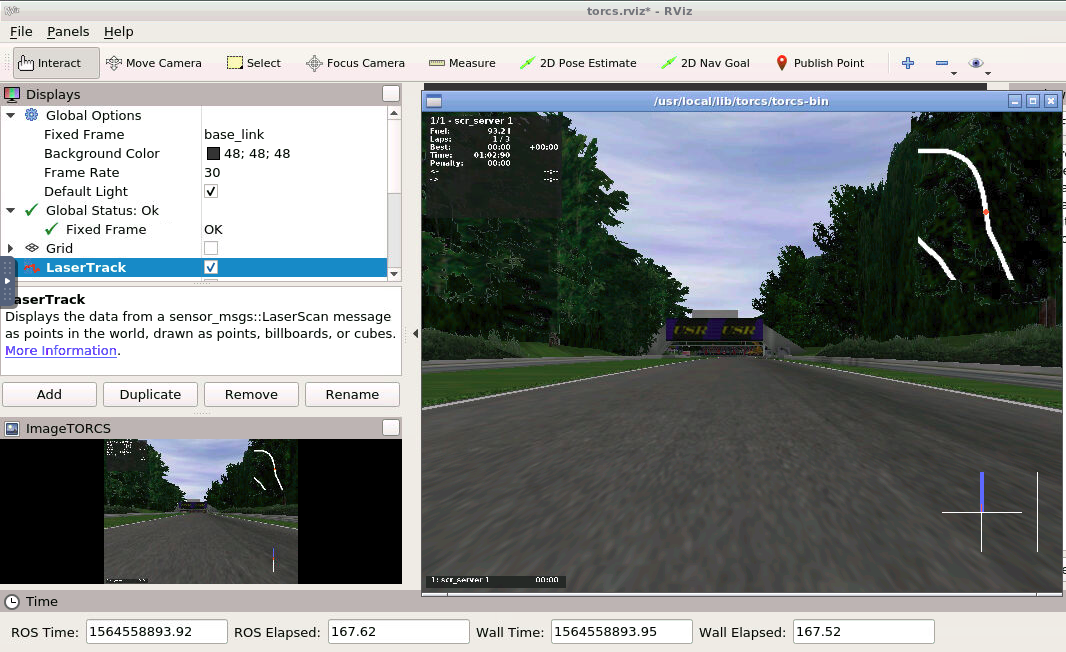 torcs.rviz* - RViz
File Panels Help
Interact Move Camera Select Focus Camera Measure 2D Pose Estimate 2D Nav Goal Publish Point
Displays
Global Options
Fixed Frame base_link
Background Color 48; 48; 48
Frame Rate 30
Default Light
Global Status: Ok
Fixed Frame OK
Grid
LaserTrack
aserTrack
Displays the data from a sensor_msgs::LaserScan message
as points in the world, drawn as points, billboards, or cubes.
More Information.
Add Duplicate Remove Rename
ImageTORCS
/usr/local/lib/torcs/torcs-bin
1/1 - scr_server 1
Fuel: 93.2 l
Laps: 1 / 3
Best: 00:00 +00:00
Time: 01:02:90
Penalty: 00:00
<- --:--
-> --:--
USR USR
1: scr_server 1 00:00
Time
ROS Time: 1564558893.92 ROS Elapsed: 167.62 Wall Time: 1564558893.95 Wall Elapsed: 167.52